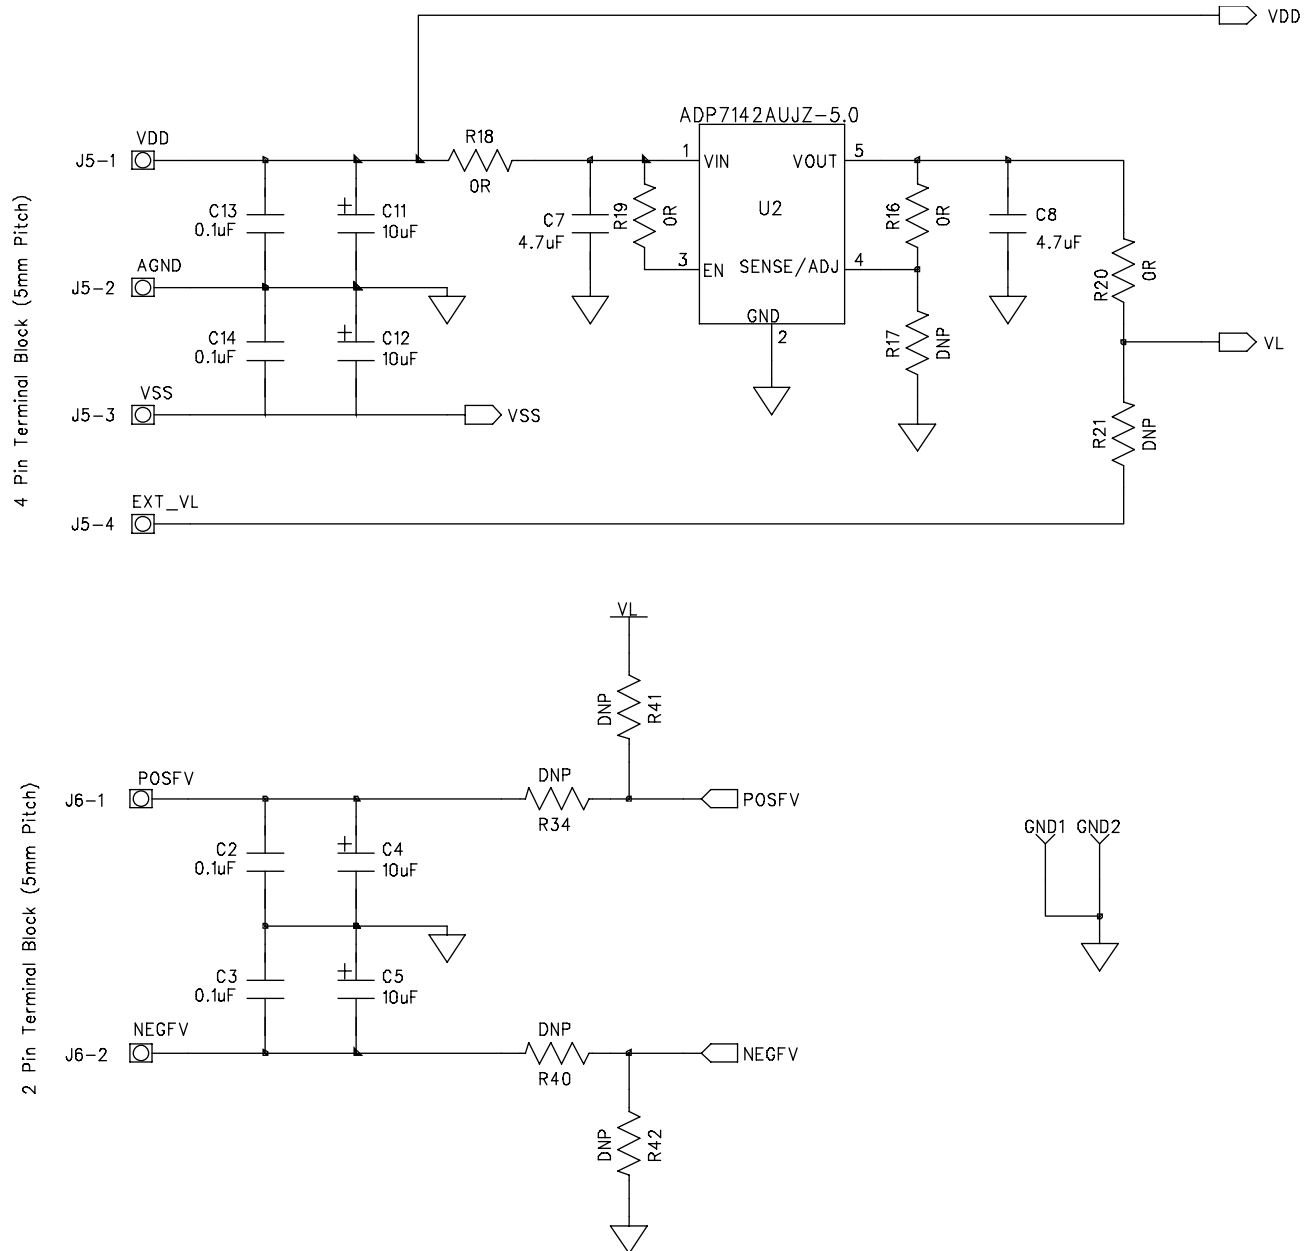 VDD
ADP7142AUJZ-5.0
VDD
J5-1
R18
0R
1
VIN
VOUT
5
U2
C13
0.1uF
C11
10uF
C7
4.7uF
R19
0R
R16
0R
C8
4.7uF
3
EN
SENSE/ADJ
4
AGND
J5-2
GND
2
R20
0R
C14
0.1uF
C12
10uF
R17
DNP
VL
VSS
J5-3
VSS
R21
DNP
EXT_VL
J5-4
4 Pin Terminal Block (5mm Pitch)
VL
DNP
R41
POSFV
J6-1
DNP
R34
POSFV
C2
0.1uF
C4
10uF
GND1 GND2
C3
0.1uF
C5
10uF
NEGFV
J6-2
DNP
R40
NEGFV
DNP
R42
2 Pin Terminal Block (5mm Pitch)